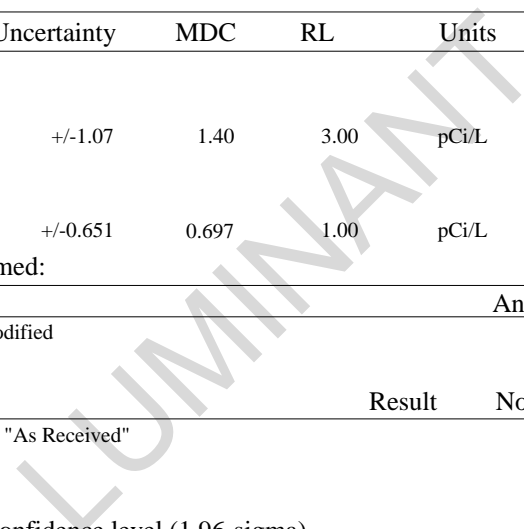 Uncertainty MDC RL Units
+/-1.07 1.40 3.00 pCi/L
+/-0.651 0.697 1.00 pCi/L
med:
An
odified
Result No
"As Received"
onfidence level (1.96-sigma)
LUMINANT